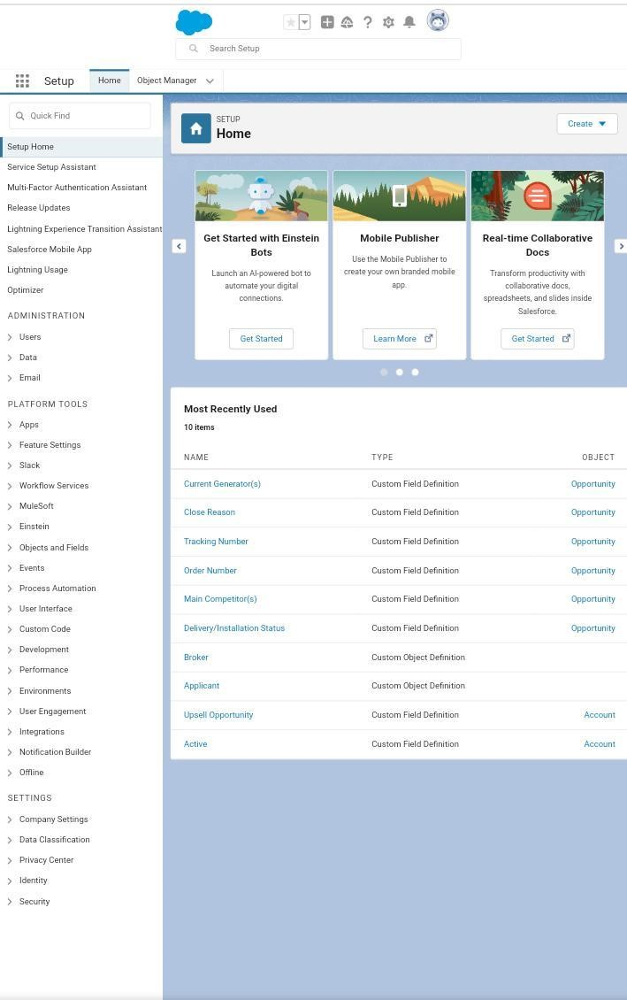 Search Setup
Setup
Home
Object Manager
Quick Find
Setup Home
Service Setup Assistant
Multi-Factor Authentication Assistant
Release Updates
Lightning Experience Transition Assistant
Salesforce Mobile App
Lightning Usage
Optimizer
ADMINISTRATION
Users
Data
Email
PLATFORM TOOLS
Apps
Feature Settings
Slack
Workflow Services
MuleSoft
Einstein
Objects and Fields
Events
Process Automation
User Interface
Custom Code
Development
Performance
Environments
User Engagement
Integrations
Notification Builder
Offline
SETTINGS
Company Settings
Data Classification
Privacy Center
Identity
Security
SETUP
Home
Create
Get Started with Einstein
Bots
Launch an AI-powered bot to
automate your digital
connections.
Get Started
Mobile Publisher
Use the Mobile Publisher to
create your own branded mobile
app.
Learn More
Real-time Collaborative
Docs
Transform productivity with
collaborative docs,
spreadsheets, and slides inside
Salesforce.
Get Started
Most Recently Used
10 items
NAME TYPE OBJECT
Current Generator(s) Custom Field Definition Opportunity
Close Reason Custom Field Definition Opportunity
Tracking Number Custom Field Definition Opportunity
Order Number Custom Field Definition Opportunity
Main Competitor(s) Custom Field Definition Opportunity
Delivery/Installation Status Custom Field Definition Opportunity
Broker Custom Object Definition
Applicant Custom Object Definition
Upsell Opportunity Custom Field Definition Account
Active Custom Field Definition Account